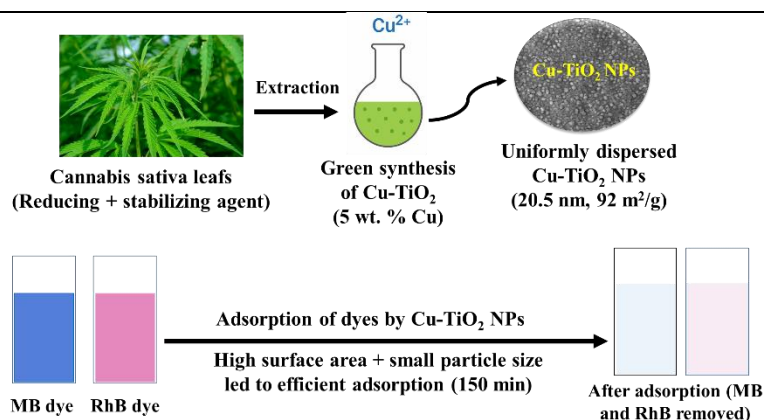 Cu²⁺
Extraction
Cu-TiO₂ NPs
Cannabis sativa leafs
(Reducing + stabilizing agent)
Green synthesis
of Cu-TiO₂
(5 wt. % Cu)
Uniformly dispersed
Cu-TiO₂ NPs
(20.5 nm, 92 m²/g)
Adsorption of dyes by Cu-TiO₂ NPs
High surface area + small particle size
led to efficient adsorption (150 min)
MB dye
RhB dye
After adsorption (MB
and RhB removed)